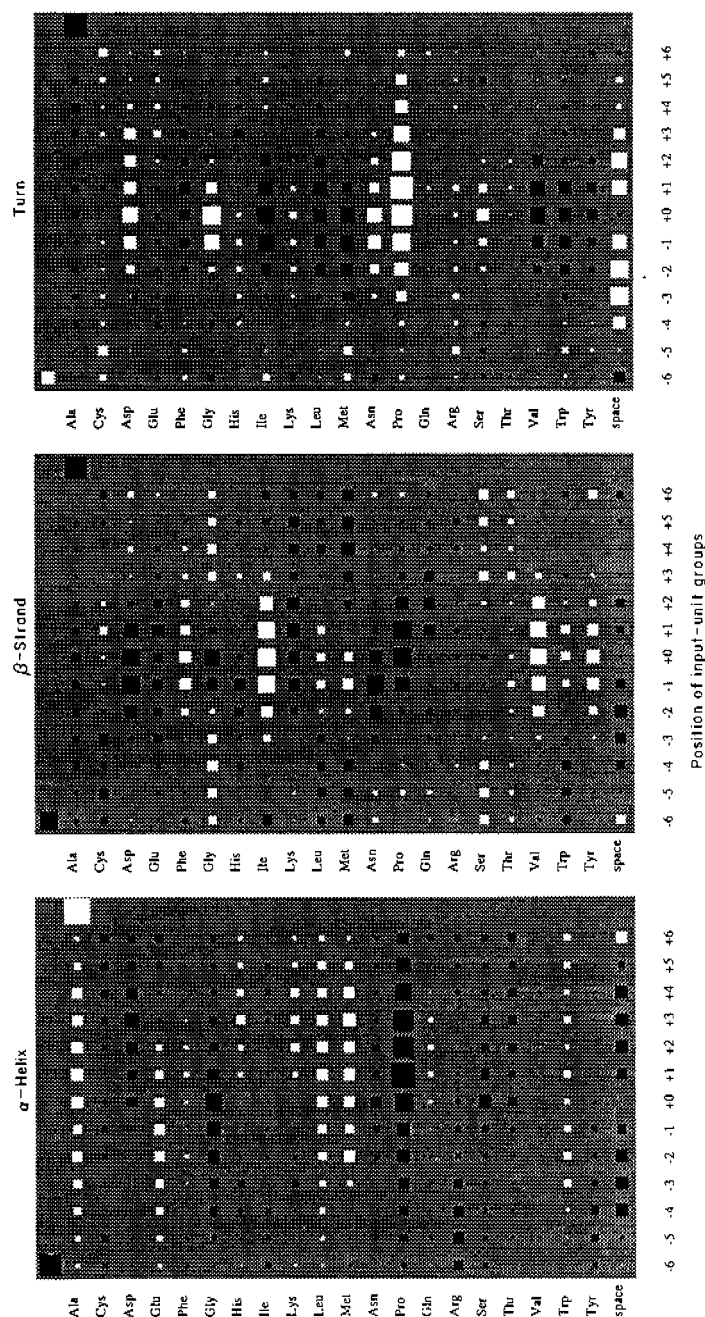 α-Helix
Ala
Cys
Asp
Glu
Phe
Gly
His
Ile
Lys
Leu
Met
Asn
Pro
Gln
Arg
Ser
Thr
Val
Trp
Tyr
space
-6 -5 -4 -3 -2 -1 +0 +1 +2 +3 +4 +5 +6
β-Strand
Ala
Cys
Asp
Glu
Phe
Gly
His
Ile
Lys
Leu
Met
Asn
Pro
Gln
Arg
Ser
Thr
Val
Trp
Tyr
space
-6 -5 -4 -3 -2 -1 +0 +1 +2 +3 +4 +5 +6
Turn
Ala
Cys
Asp
Glu
Phe
Gly
His
Ile
Lys
Leu
Met
Asn
Pro
Gln
Arg
Ser
Thr
Val
Trp
Tyr
space
-6 -5 -4 -3 -2 -1 +0 +1 +2 +3 +4 +5 +6
Position of input-unit groups